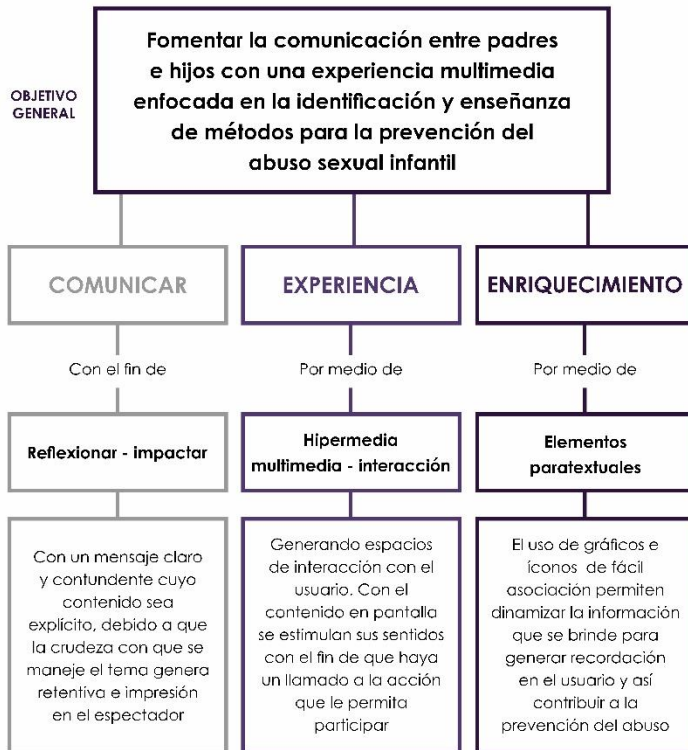 Fomentar la comunicación entre padres
e hijos con una experiencia multimedia
enfocada en la identificación y enseñanza
de métodos para la prevención del
abuso sexual infantil
OBJETIVO
GENERAL
COMUNICAR
Con el fin de
Reflexionar - impactar
Con un mensaje claro
y contundente cuyo
contenido sea
explícito, debido a que
la crudeza con que se
maneje el tema genera
retentiva e impresión
en el espectador
EXPERIENCIA
Por medio de
Hipermedia
multimedia - interacción
Generando espacios
de interacción con el
usuario. Con el
contenido en pantalla
se estimulan sus sentidos
con el fin de que haya
un llamado a la acción
que le permita
participar
ENRIQUECIMIENTO
Por medio de
Elementos
paratextuales
El uso de gráficos e
íconos de fácil
asociación permiten
dinamizar la información
que se brinde para
generar recordación
en el usuario y así
contribuir a la
prevención del abuso